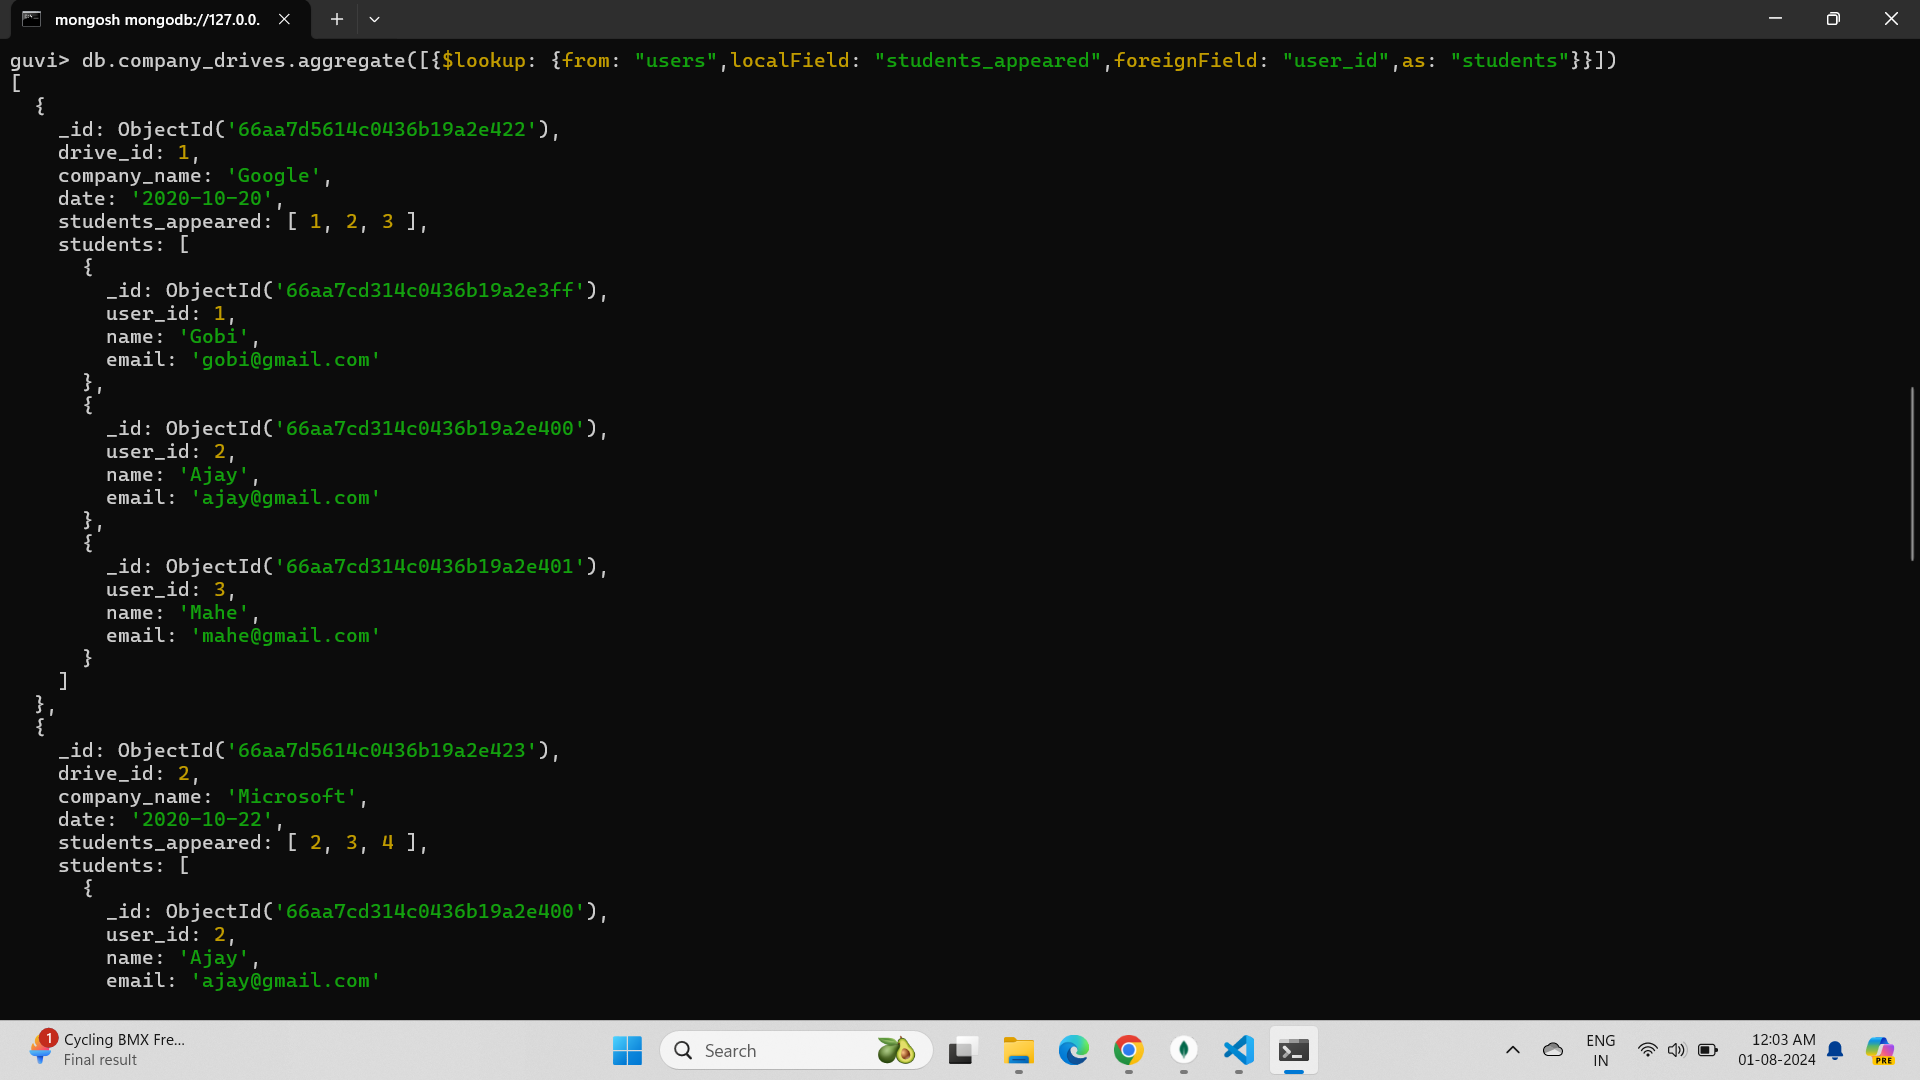 mongosh mongodb://127.0.0.
guvi> db.company_drives.aggregate([{$lookup: {from: "users",localField: "students_appeared",foreignField: "user_id",as: "students"}}])
[
  {
    _id: ObjectId('66aa7d5614c0436b19a2e422'),
    drive_id: 1,
    company_name: 'Google',
    date: '2020-10-20',
    students_appeared: [ 1, 2, 3 ],
    students: [
      {
        _id: ObjectId('66aa7cd314c0436b19a2e3ff'),
        user_id: 1,
        name: 'Gobi',
        email: 'gobi@gmail.com'
      },
      {
        _id: ObjectId('66aa7cd314c0436b19a2e400'),
        user_id: 2,
        name: 'Ajay',
        email: 'ajay@gmail.com'
      },
      {
        _id: ObjectId('66aa7cd314c0436b19a2e401'),
        user_id: 3,
        name: 'Mahe',
        email: 'mahe@gmail.com'
      }
    ]
  },
  {
    _id: ObjectId('66aa7d5614c0436b19a2e423'),
    drive_id: 2,
    company_name: 'Microsoft',
    date: '2020-10-22',
    students_appeared: [ 2, 3, 4 ],
    students: [
      {
        _id: ObjectId('66aa7cd314c0436b19a2e400'),
        user_id: 2,
        name: 'Ajay',
        email: 'ajay@gmail.com'
1
Cycling BMX Fre...
Final result
Search
ENG
IN
12:03 AM
01-08-2024
PRE